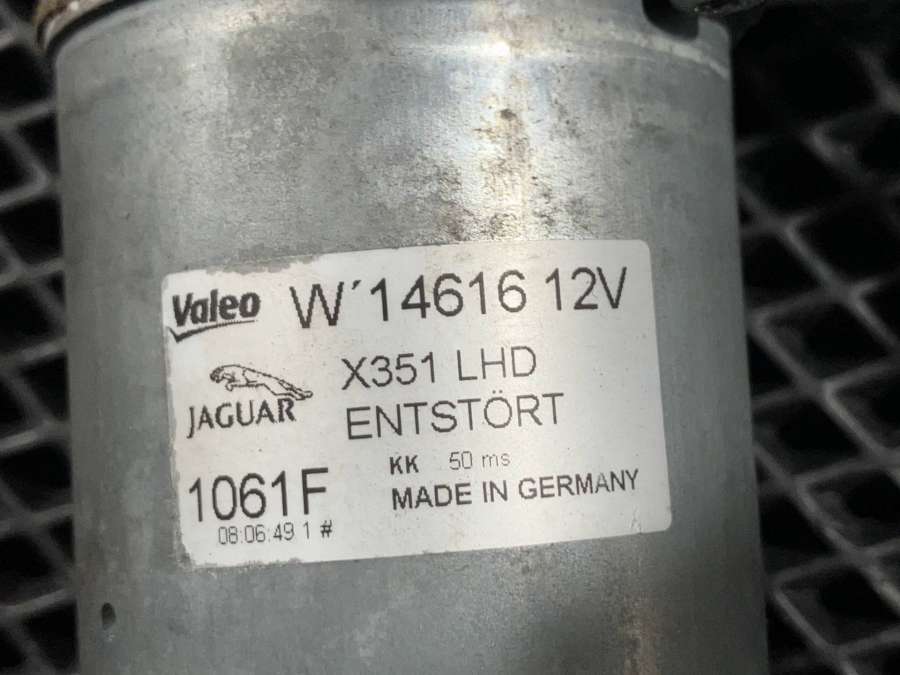 Valeo W´14616 12V
X351 LHD
JAGUAR ENTSTÖRT
KK 50 ms
1061F MADE IN GERMANY
08:06:49 1 #